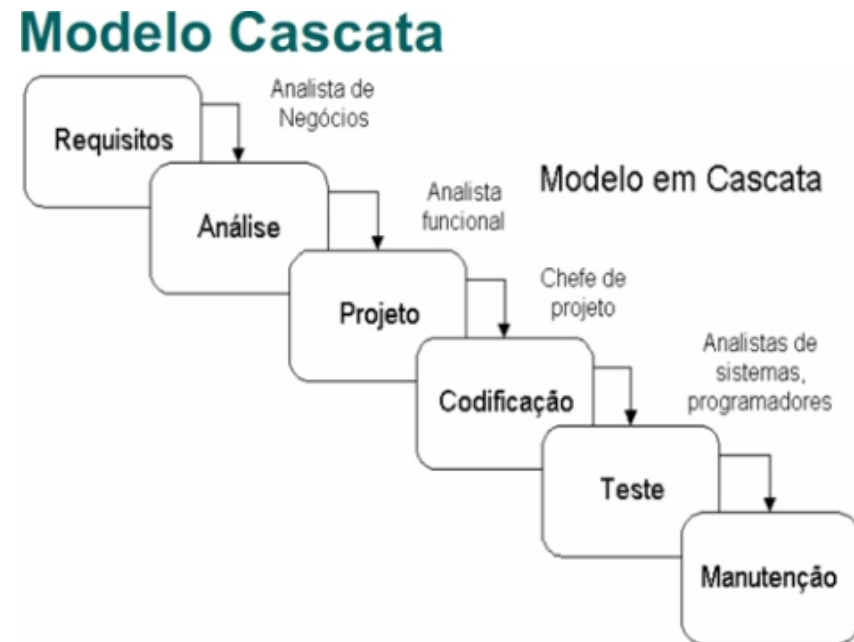 Modelo Cascata
Analista de
Negócios
Requisitos
Modelo em Cascata
Analista
funcional
Análise
Chefe de
projeto
Projeto
Analistas de
sistemas,
programadores
Codificação
Teste
Manutenção